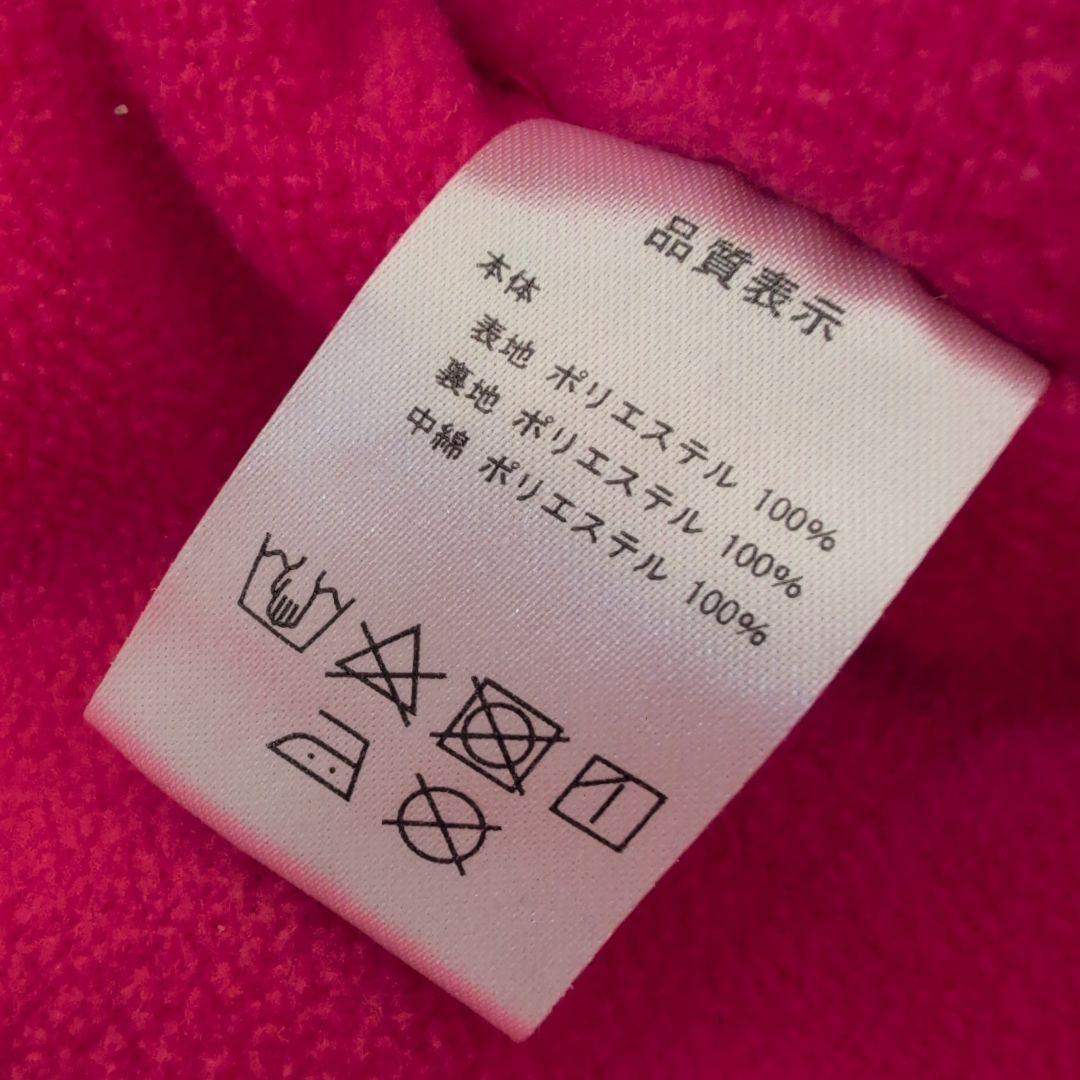 品質表示
本体
表地 ポリエステル 100%
裏地 ポリエステル 100%
中綿 ポリエステル 100%